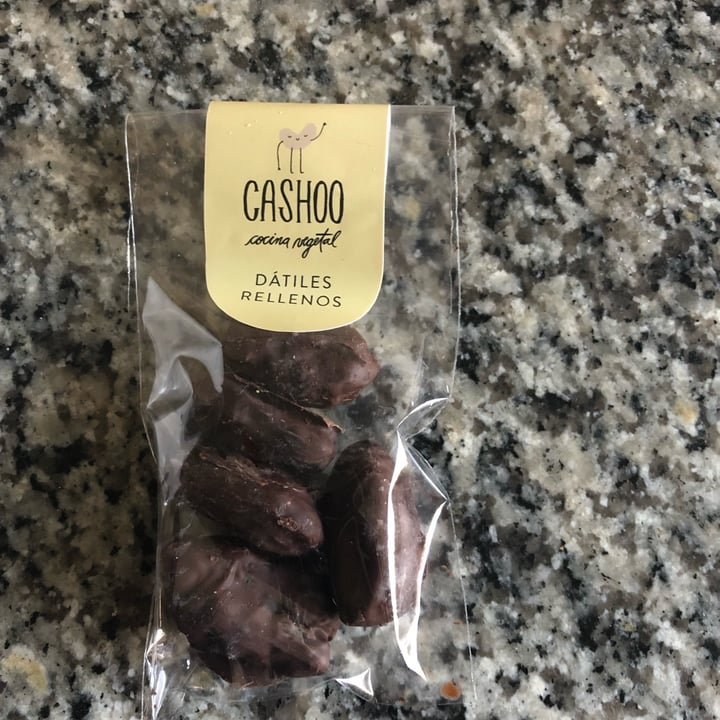 CASHOO
cocina vegetal
DÁTILES
RELLENOS